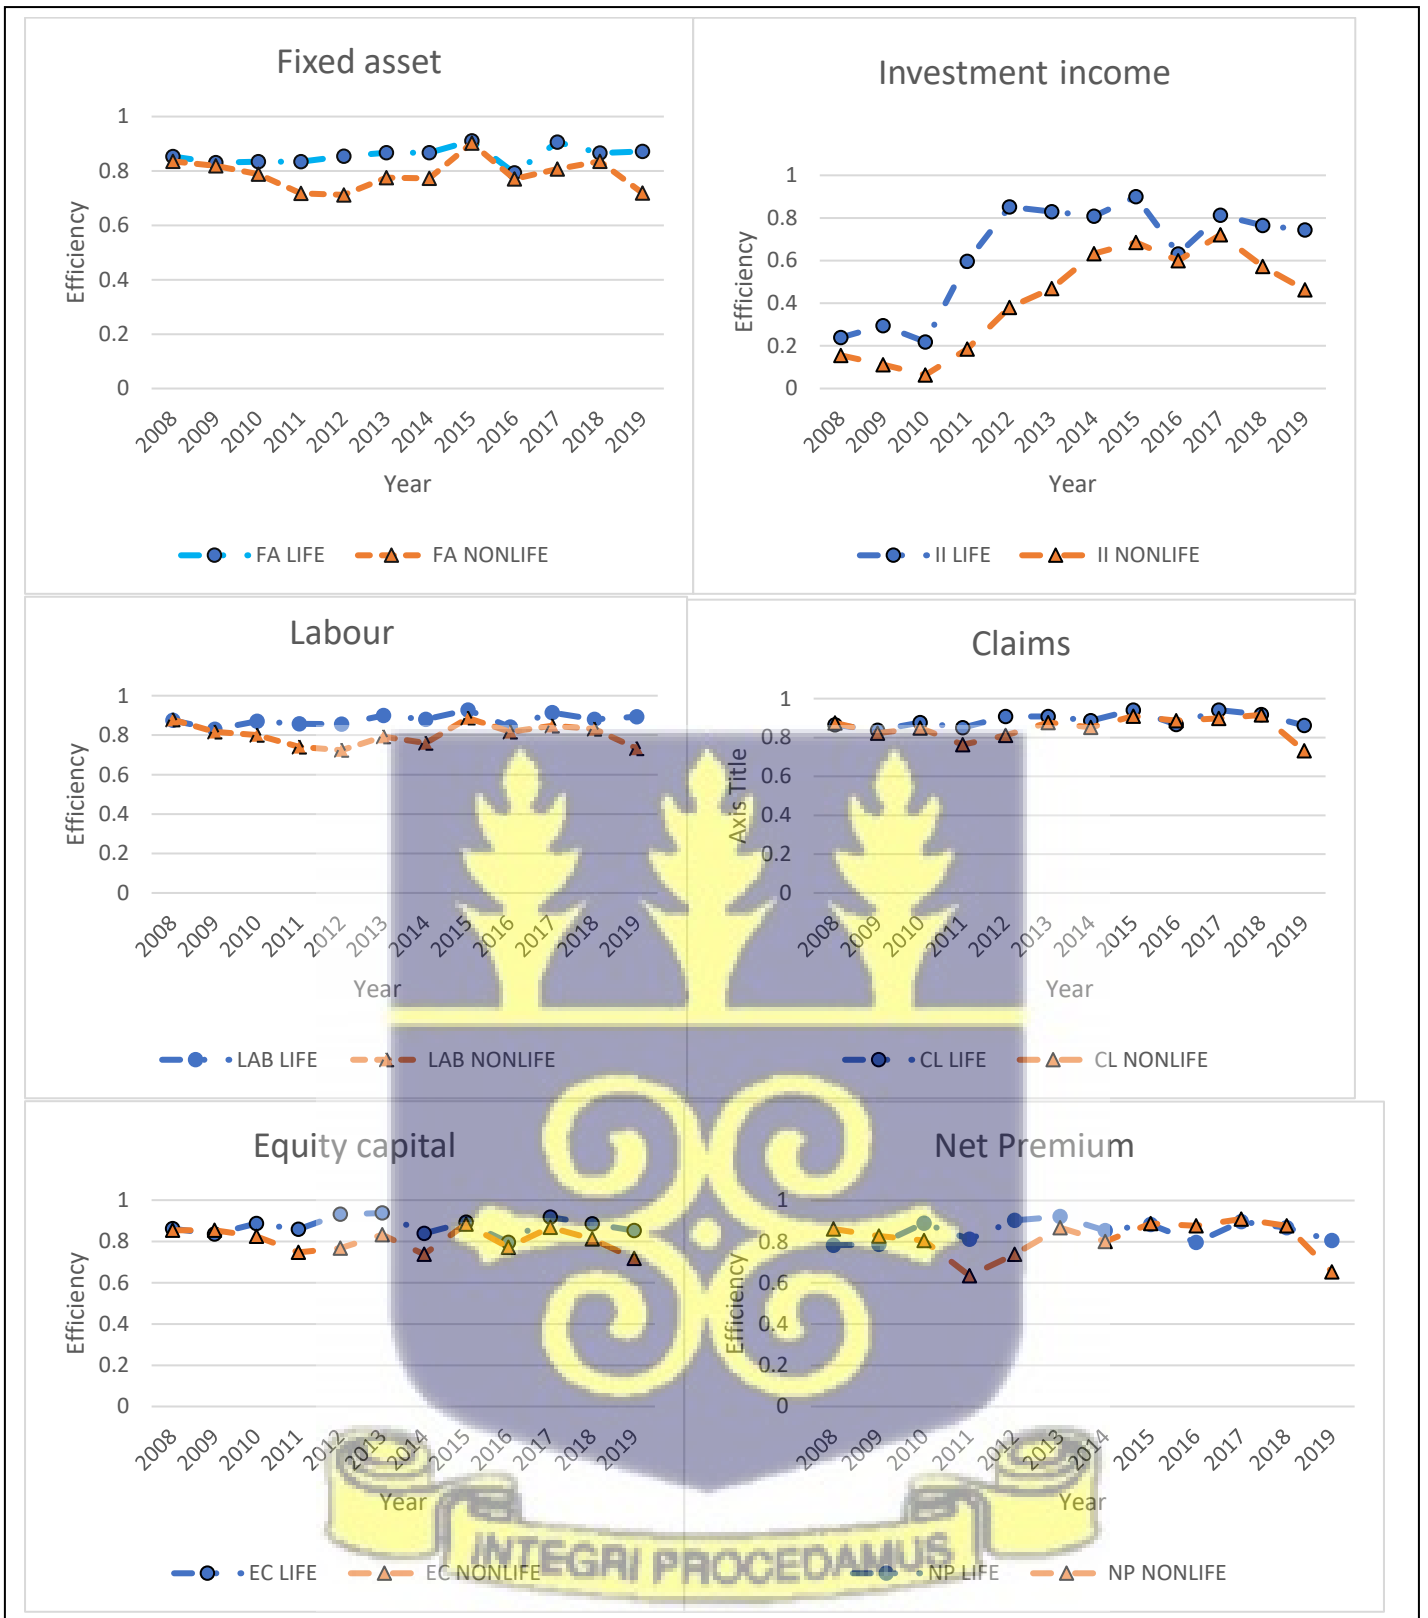 Fixed asset
1
0.8
0.6
0.4
0.2
0
Efficiency
2008 2009 2010 2011 2012 2013 2014 2015 2016 2017 2018 2019
Year
FA LIFE FA NONLIFE
Investment income
1
0.8
0.6
0.4
0.2
0
Efficiency
2008 2009 2010 2011 2012 2013 2014 2015 2016 2017 2018 2019
Year
II LIFE II NONLIFE
Labour
1
0.8
0.6
0.4
0.2
0
Efficiency
2008 2009 2010 2011 2012 2013 2014 2015 2016 2017 2018 2019
Year
LAB LIFE LAB NONLIFE
Claims
1
0.8
0.6
0.4
0.2
0
Axis Title
2008 2009 2010 2011 2012 2013 2014 2015 2016 2017 2018 2019
Year
CL LIFE CL NONLIFE
Equity capital
1
0.8
0.6
0.4
0.2
0
Efficiency
2008 2009 2010 2011 2012 2013 2014 2015 2016 2017 2018 2019
Year
EC LIFE EC NONLIFE
Net Premium
1
0.8
0.6
0.4
0.2
0
Efficiency
2008 2009 2010 2011 2012 2013 2014 2015 2016 2017 2018 2019
Year
NP LIFE NP NONLIFE
INTEGRI PROCEDAMUS